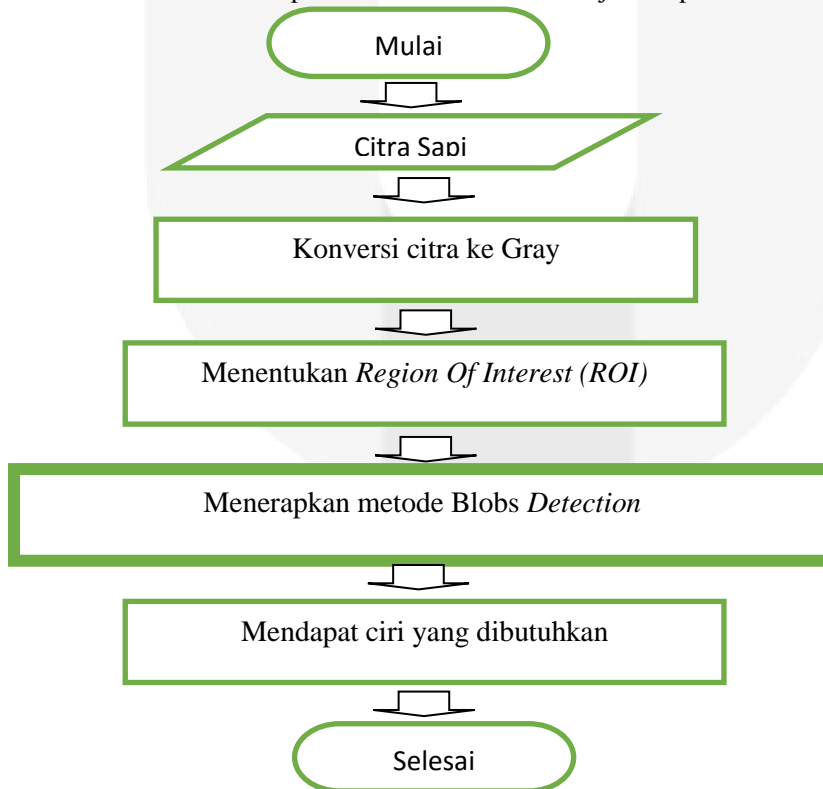 Mulai
Citra Sapi
Konversi citra ke Gray
Menentukan Region Of Interest (ROI)
Menerapkan metode Blobs Detection
Mendapat ciri yang dibutuhkan
Selesai